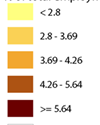 < 2.8
2.8 - 3.69
3.69 - 4.26
4.26 - 5.64
>= 5.64